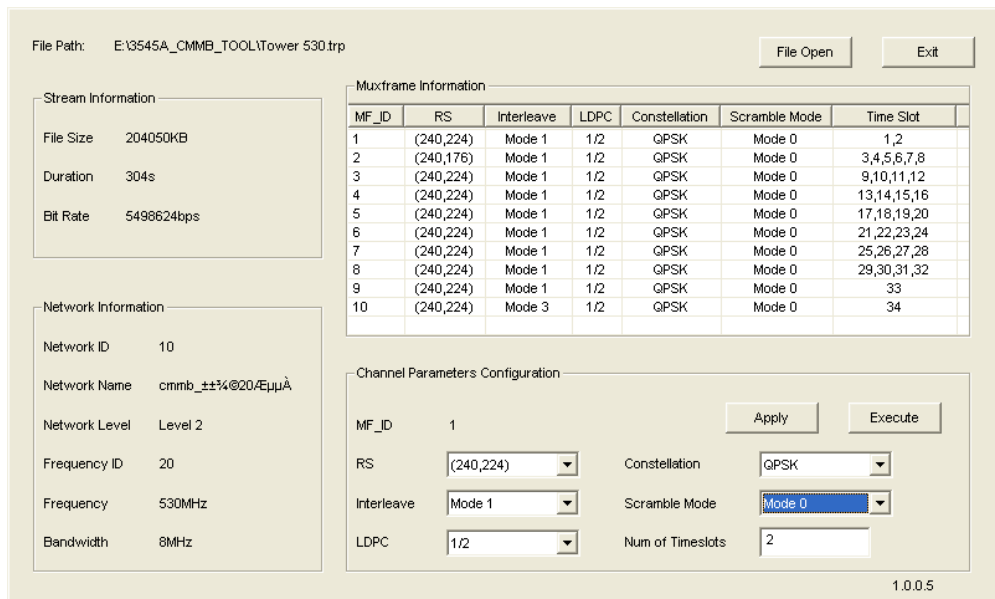 File Path: E:\3545A_CMMB_TOOL\Tower 530.trp
File Open
Exit
Stream Information
File Size 204050KB
Duration 304s
Bit Rate 5498624bps
Network Information
Network ID 10
Network Name cmmb_±±¾©20ƵµÀ
Network Level Level 2
Frequency ID 20
Frequency 530MHz
Bandwidth 8MHz
Muxframe Information
MF_ID RS Interleave LDPC Constellation Scramble Mode Time Slot
1 (240,224) Mode 1 1/2 QPSK Mode 0 1,2
2 (240,176) Mode 1 1/2 QPSK Mode 0 3,4,5,6,7,8
3 (240,224) Mode 1 1/2 QPSK Mode 0 9,10,11,12
4 (240,224) Mode 1 1/2 QPSK Mode 0 13,14,15,16
5 (240,224) Mode 1 1/2 QPSK Mode 0 17,18,19,20
6 (240,224) Mode 1 1/2 QPSK Mode 0 21,22,23,24
7 (240,224) Mode 1 1/2 QPSK Mode 0 25,26,27,28
8 (240,224) Mode 1 1/2 QPSK Mode 0 29,30,31,32
9 (240,224) Mode 1 1/2 QPSK Mode 0 33
10 (240,224) Mode 3 1/2 QPSK Mode 0 34
Channel Parameters Configuration
MF_ID 1
Apply
Execute
RS (240,224) Constellation QPSK
Interleave Mode 1 Scramble Mode Mode 0
LDPC 1/2 Num of Timeslots 2
1.0.0.5